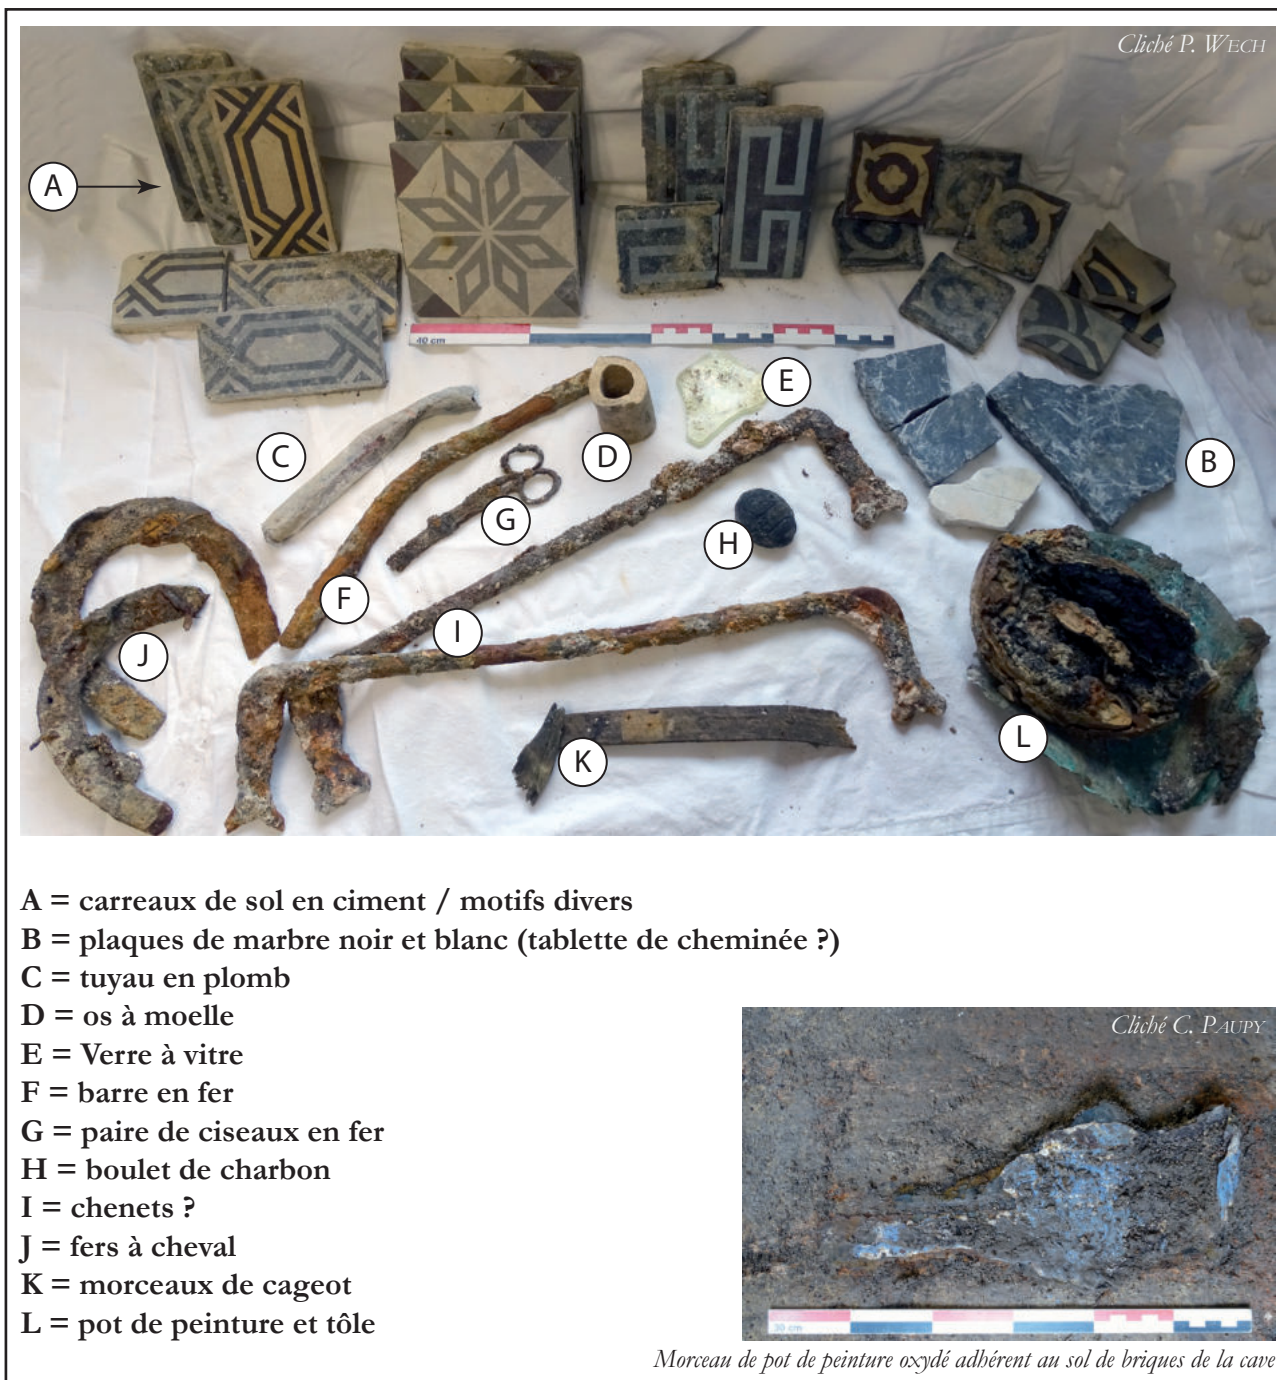 Cliché P. WECH
A
40 cm
E
C
D
B
G
H
F
I
J
L
K
A = carreaux de sol en ciment / motifs divers
B = plaques de marbre noir et blanc (tablette de cheminée ?)
C = tuyau en plomb
D = os à moelle
E = Verre à vitre
F = barre en fer
G = paire de ciseaux en fer
H = boulet de charbon
I = chenets ?
J = fers à cheval
K = morceaux de cageot
L = pot de peinture et tôle
Cliché C. PAUPY
30 cm
Morceau de pot de peinture oxydé adhérent au sol de briques de la cave